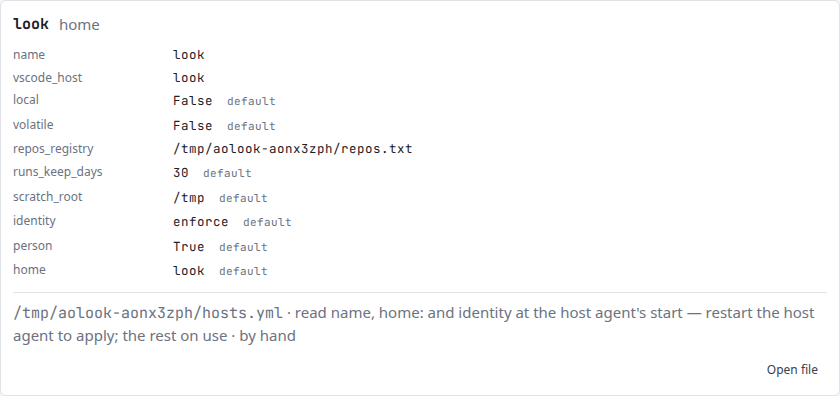 look home
name look
vscode_host look
local False default
volatile False default
repos_registry /tmp/aolook-aonx3zph/repos.txt
runs_keep_days 30 default
scratch_root /tmp default
identity enforce default
person True default
home look default
/tmp/aolook-aonx3zph/hosts.yml · read name, home: and identity at the host agent's start — restart the host
agent to apply; the rest on use · by hand
Open file